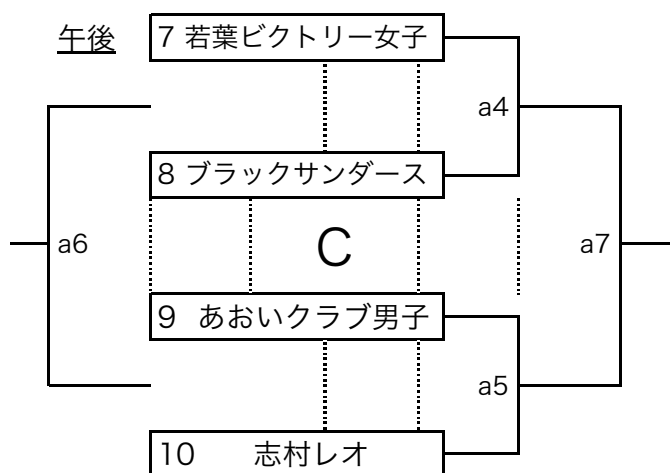 午後
7 若葉ビクトリー女子
a4
8 ブラックサンダース
a6
C
a7
9 あおいクラブ男子
a5
10 志村レオ